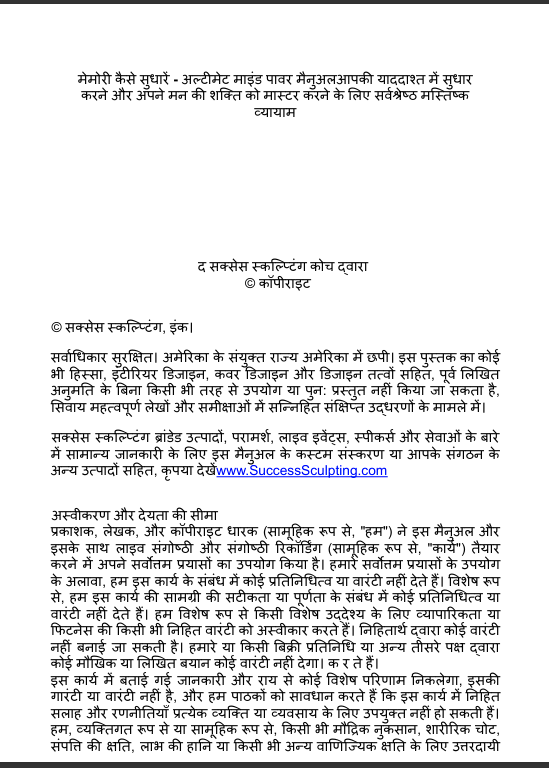 मेमोरी कैसे सुधारें - अल्टीमेट माइंड पावर मैनुअलआपकी याददाश्त में सुधार
करने और अपने मन की शक्ति को मास्टर करने के लिए सर्वश्रेष्ठ मस्तिष्क
व्यायाम
द सक्सेस स्कल्प्टिंग कोच द्वारा
© कॉपीराइट
© सक्सेस स्कल्प्टिंग, इंक।
सर्वाधिकार सुरक्षित। अमेरिका के संयुक्त राज्य अमेरिका में छपी। इस पुस्तक का कोई
भी हिस्सा, इंटीरियर डिजाइन, कवर डिजाइन और डिजाइन तत्वों सहित, पूर्व लिखित
अनुमति के बिना किसी भी तरह से उपयोग या पुन: प्रस्तुत नहीं किया जा सकता है,
सिवाय महत्वपूर्ण लेखों और समीक्षाओं में सन्निहित संक्षिप्त उद्धरणों के मामले में।
सक्सेस स्कल्प्टिंग ब्रांडेड उत्पादों, परामर्श, लाइव इवेंट्स, स्पीकर्स और सेवाओं के बारे
में सामान्य जानकारी के लिए इस मैनुअल के कस्टम संस्करण या आपके संगठन के
अन्य उत्पादों सहित, कृपया देखेंwww.SuccessSculpting.com
अस्वीकरण और देयता की सीमा
प्रकाशक, लेखक, और कॉपीराइट धारक (सामूहिक रूप से, "हम") ने इस मैनुअल और
इसके साथ लाइव संगोष्ठी और संगोष्ठी रिकॉर्डिंग (सामूहिक रूप से, "कार्य") तैयार
करने में अपने सर्वोत्तम प्रयासों का उपयोग किया है। हमारे सर्वोत्तम प्रयासों के उपयोग
के अलावा, हम इस कार्य के संबंध में कोई प्रतिनिधित्व या वारंटी नहीं देते हैं। विशेष रूप
से, हम इस कार्य की सामग्री की सटीकता या पूर्णता के संबंध में कोई प्रतिनिधित्व या
वारंटी नहीं देते हैं। हम विशेष रूप से किसी विशेष उद्देश्य के लिए व्यापारिकता या
फिटनेस की किसी भी निहित वारंटी को अस्वीकार करते हैं। निहितार्थ द्वारा कोई वारंटी
नहीं बनाई जा सकती है। हमारे या किसी बिक्री प्रतिनिधि या अन्य तीसरे पक्ष द्वारा
कोई मौखिक या लिखित बयान कोई वारंटी नहीं देगा। क र ते हैं।
इस कार्य में बताई गई जानकारी और राय से कोई विशेष परिणाम निकलेगा, इसकी
गारंटी या वारंटी नहीं है, और हम पाठकों को सावधान करते हैं कि इस कार्य में निहित
सलाह और रणनीतियाँ प्रत्येक व्यक्ति या व्यवसाय के लिए उपयुक्त नहीं हो सकती हैं।
हम, व्यक्तिगत रूप से या सामूहिक रूप से, किसी भी मौद्रिक नुकसान, शारीरिक चोट,
संपत्ति की क्षति, लाभ की हानि या किसी भी अन्य वाणिज्यिक क्षति के लिए उत्तरदायी